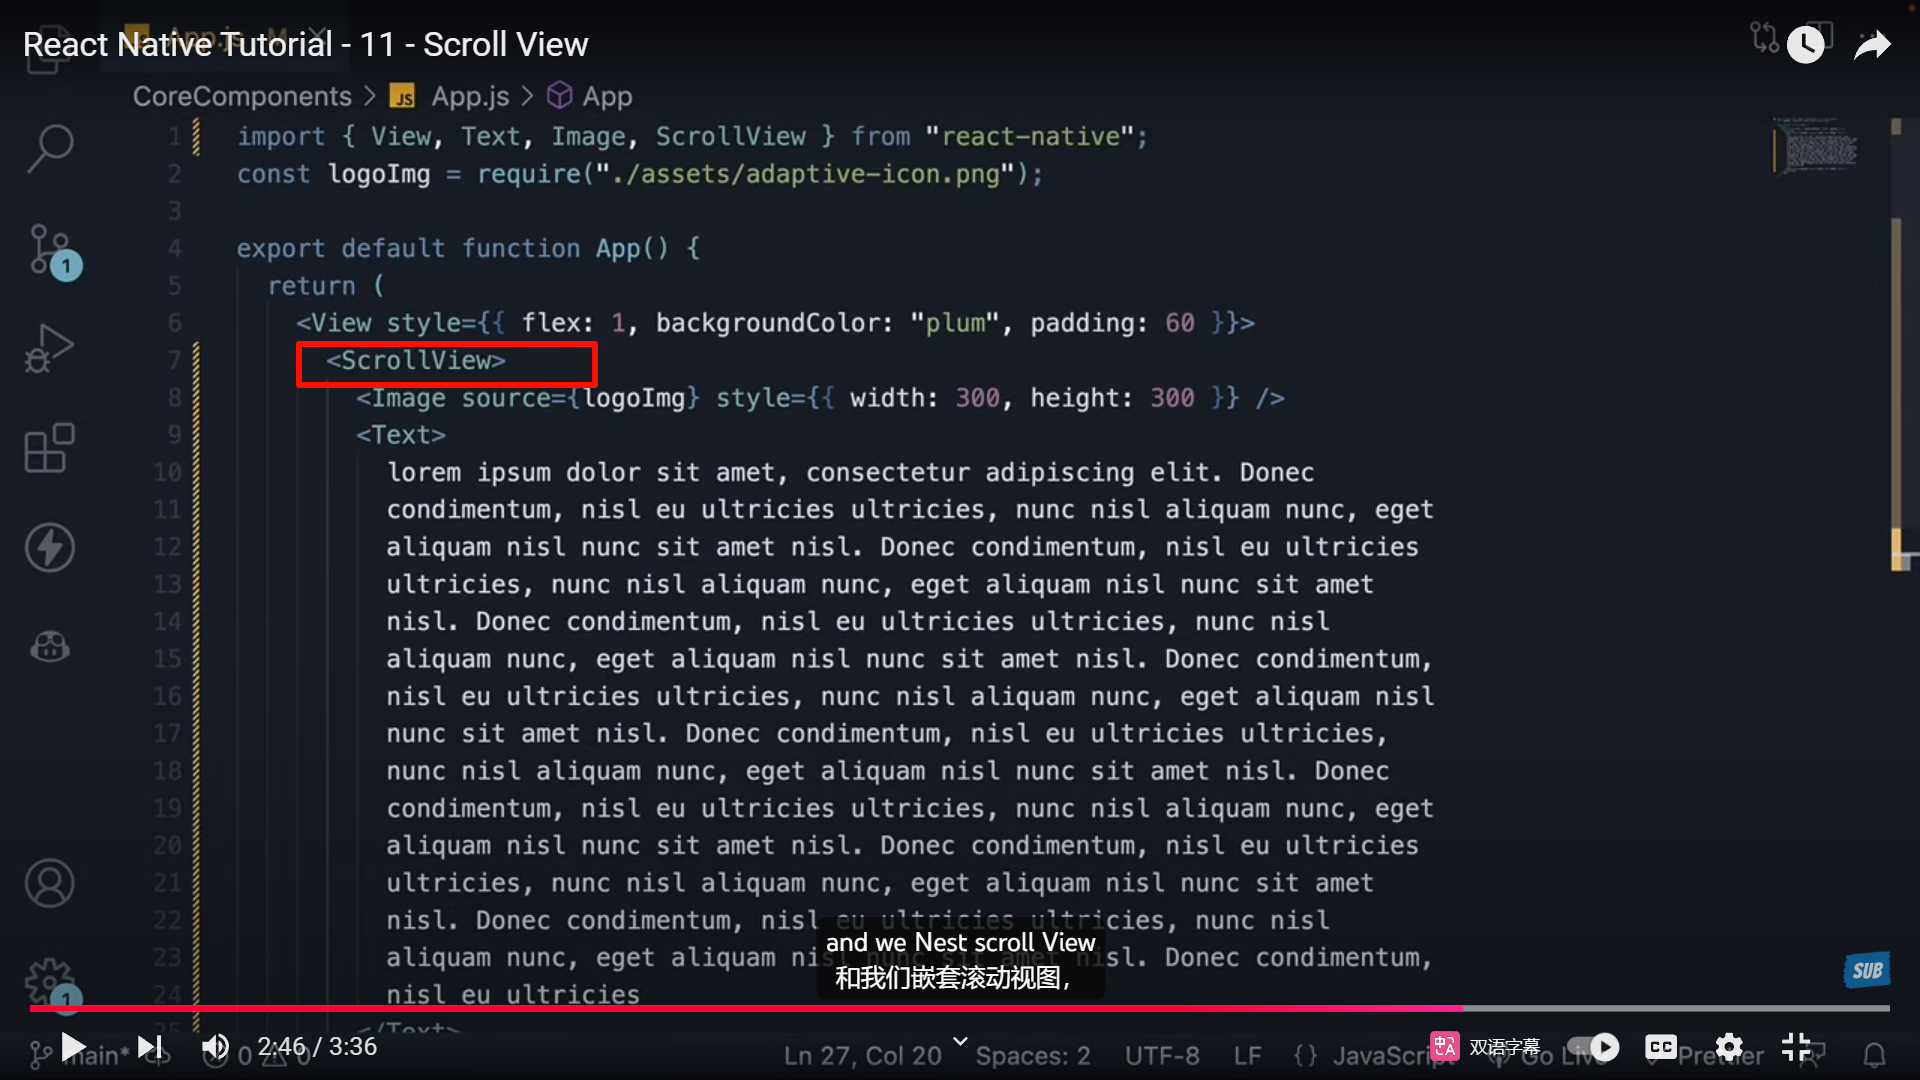 React Native Tutorial - 11 - Scroll View
CoreComponents > JS App.js > App
1 import { View, Text, Image, ScrollView } from "react-native";
2 const logoImg = require("./assets/adaptive-icon.png");
3
4 export default function App() {
5 return (
6 <View style={{ flex: 1, backgroundColor: "plum", padding: 60 }}>
7 <ScrollView>
8 <Image source={logoImg} style={{ width: 300, height: 300 }} />
9 <Text>
10 lorem ipsum dolor sit amet, consectetur adipiscing elit. Donec
11 condimentum, nisl eu ultricies ultricies, nunc nisl aliquam nunc, eget
12 aliquam nisl nunc sit amet nisl. Donec condimentum, nisl eu ultricies
13 ultricies, nunc nisl aliquam nunc, eget aliquam nisl nunc sit amet
14 nisl. Donec condimentum, nisl eu ultricies ultricies, nunc nisl
15 aliquam nunc, eget aliquam nisl nunc sit amet nisl. Donec condimentum,
16 nisl eu ultricies ultricies, nunc nisl aliquam nunc, eget aliquam nisl
17 nunc sit amet nisl. Donec condimentum, nisl eu ultricies ultricies,
18 nunc nisl aliquam nunc, eget aliquam nisl nunc sit amet nisl. Donec
19 condimentum, nisl eu ultricies ultricies, nunc nisl aliquam nunc, eget
20 aliquam nisl nunc sit amet nisl. Donec condimentum, nisl eu ultricies
21 ultricies, nunc nisl aliquam nunc, eget aliquam nisl nunc sit amet
22 nisl. Donec condimentum, nisl eu ultricies ultricies, nunc nisl
23 aliquam nunc, eget aliquam nisl. Donec condimentum,
24 nisl eu ultricies
25 </Text>
and we Nest scroll View
和我们嵌套滚动视图,
SUB
1
1
main* 0 0
2:46 / 3:36
Ln 27, Col 20 Spaces: 2 UTF-8 LF {} JavaScript Go Live Prettier
双语字幕
CC